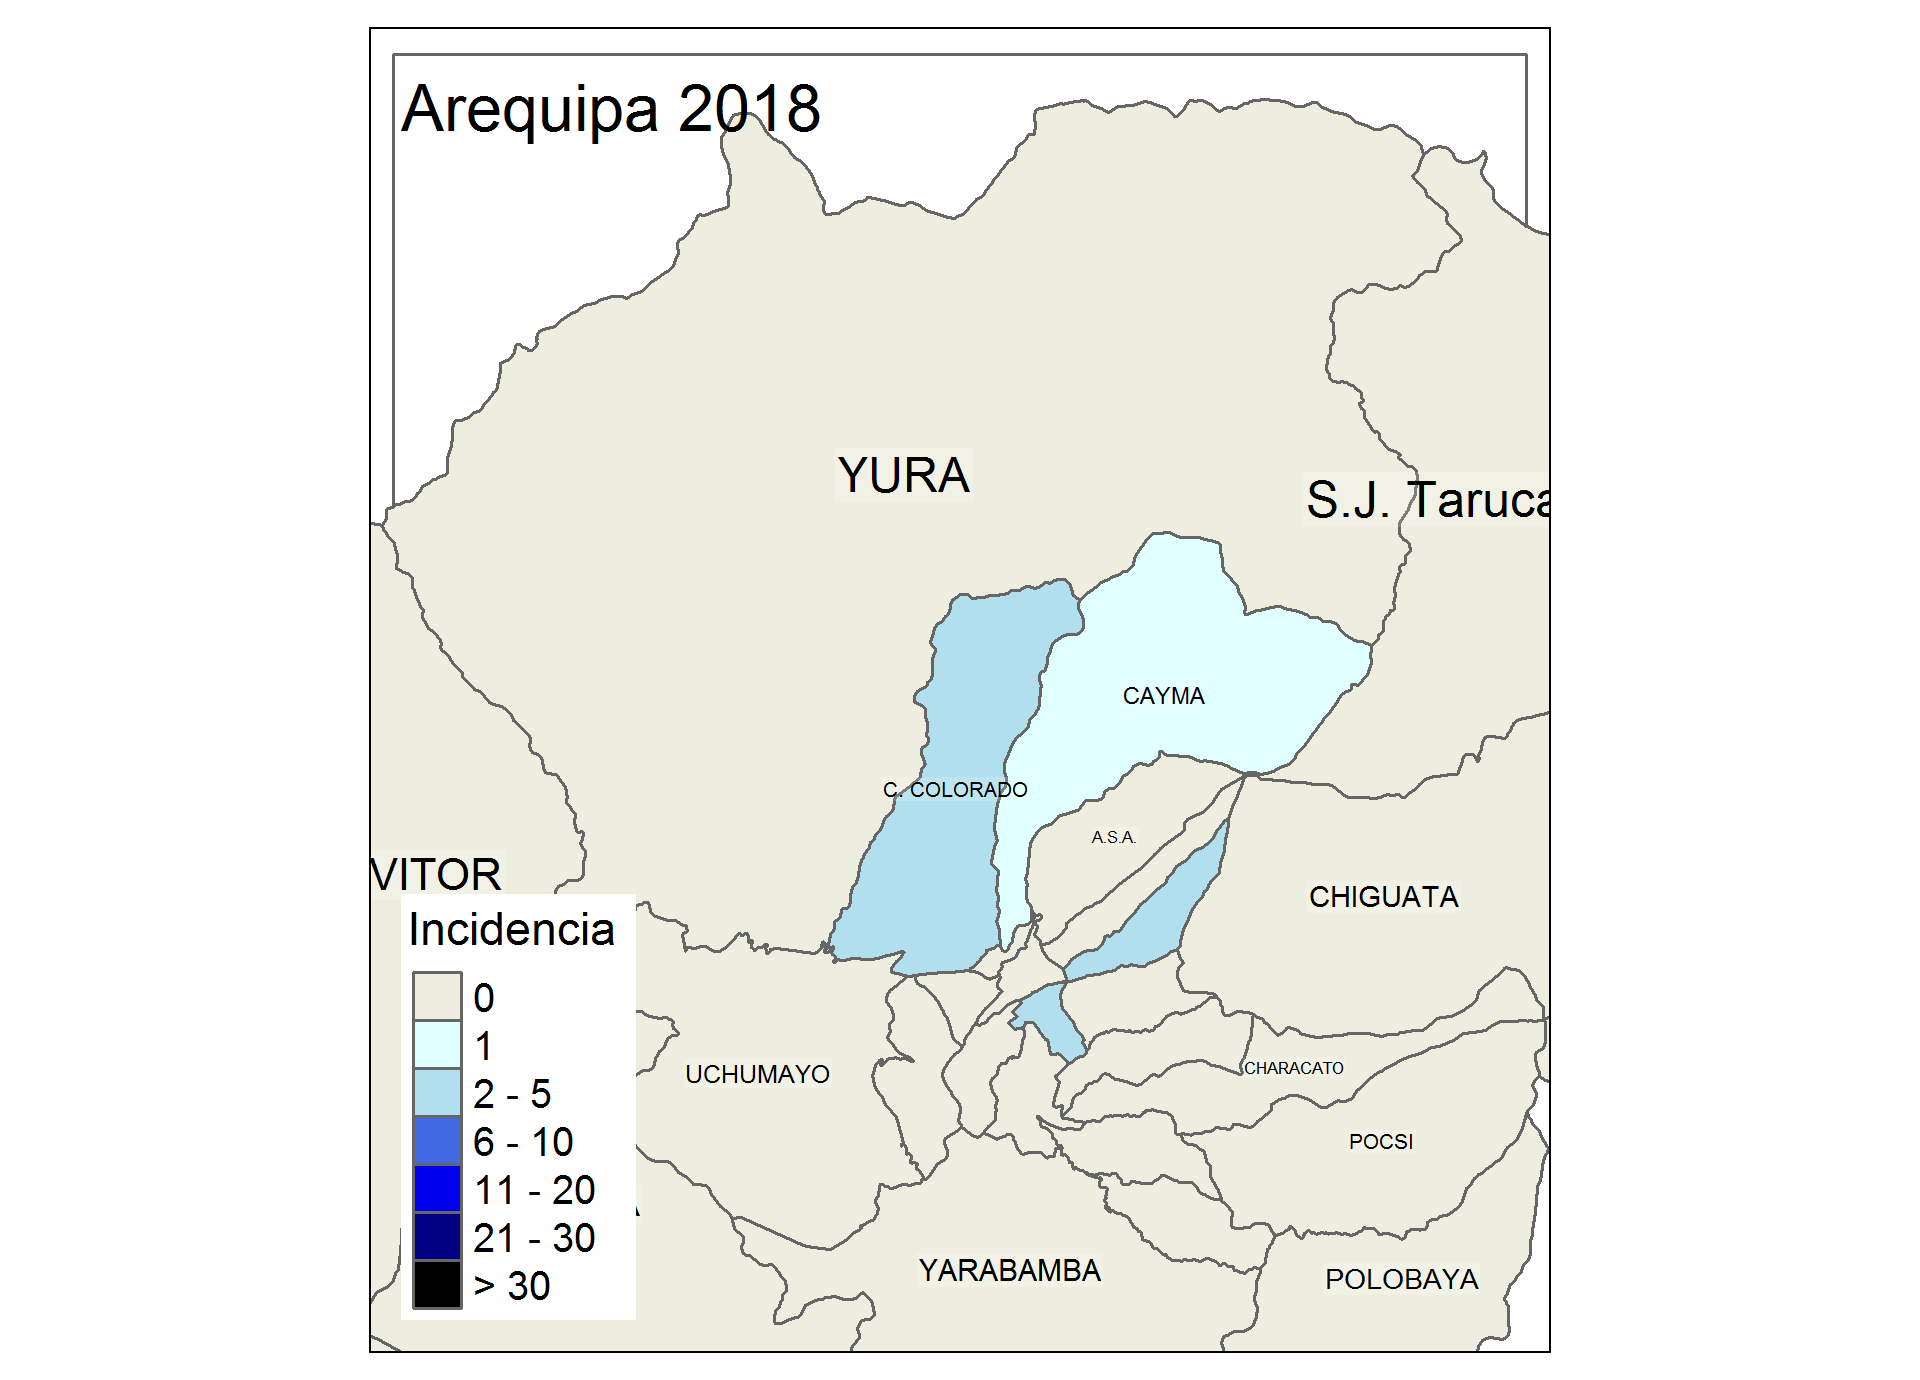 Arequipa 2018
YURA
S.J. Taruca
CAYMA
C. COLORADO
A.S.A.
VITOR
CHIGUATA
Incidencia
0
1
2 - 5
6 - 10
11 - 20
21 - 30
> 30
UCHUMAYO
CHARACATO
POCSI
YARABAMBA
POLOBAYA